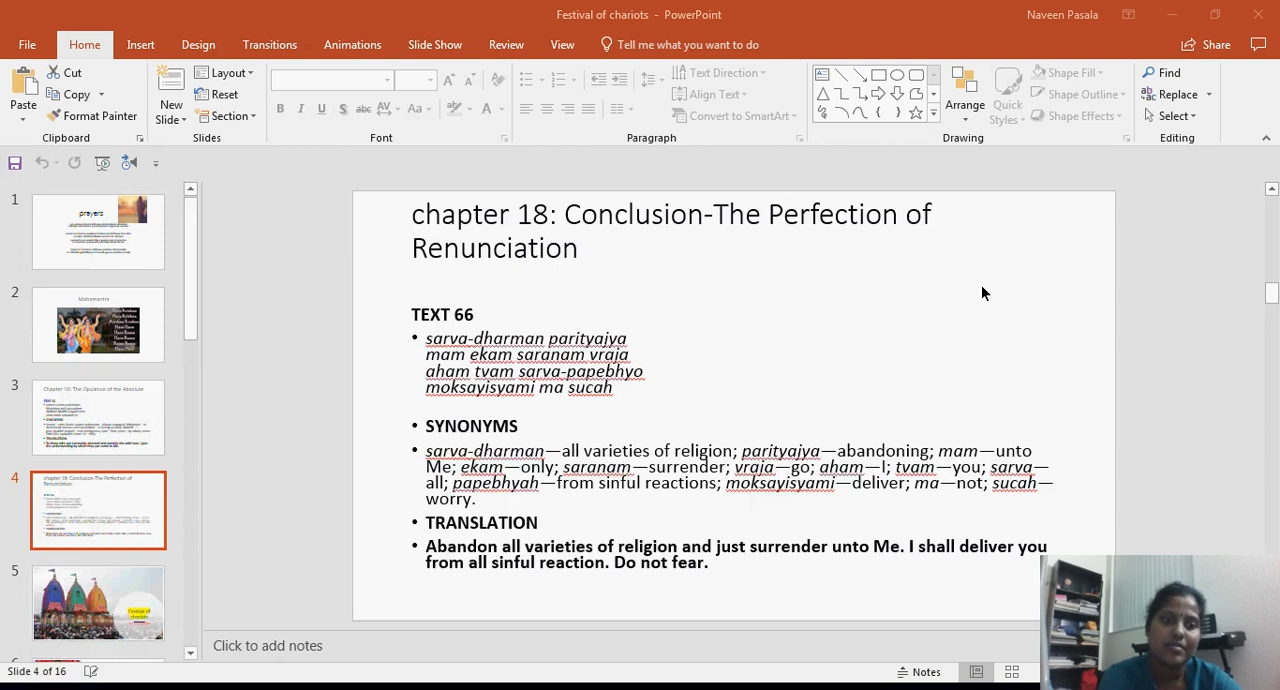 Festival of chariots - PowerPoint
Naveen Pasala
File Home Insert Design Transitions Animations Slide Show Review View Tell me what you want to do Share
Paste Cut Copy Format Painter
Clipboard
New Slide Layout Reset Section
Slides
B I U S abc AV Aa A
Font
Text Direction Align Text Convert to SmartArt
Paragraph
Arrange Quick Styles Shape Fill Shape Outline Shape Effects
Drawing
Find Replace Select
Editing
1
prayers
2
Mahamantra
3
Chapter 10: The Opulence of the Absolute
4
chapter 18: Conclusion-The Perfection of
Renunciation
5
Festival of
chariots
chapter 18: Conclusion-The Perfection of
Renunciation
TEXT 66
• sarva-dharman parityajya
mam ekam saranam vraja
aham tvam sarva-papebhyo
moksayisyami ma sucah
• SYNONYMS
• sarva-dharman—all varieties of religion; parityajya—abandoning; mam—unto
Me; ekam—only; saranam—surrender; vraja—go; aham—I; tvam—you; sarva—
all; papebhyah—from sinful reactions; moksayisyami—deliver; ma—not; sucah—
worry.
• TRANSLATION
• Abandon all varieties of religion and just surrender unto Me. I shall deliver you
from all sinful reaction. Do not fear.
Click to add notes
Slide 4 of 16
Notes